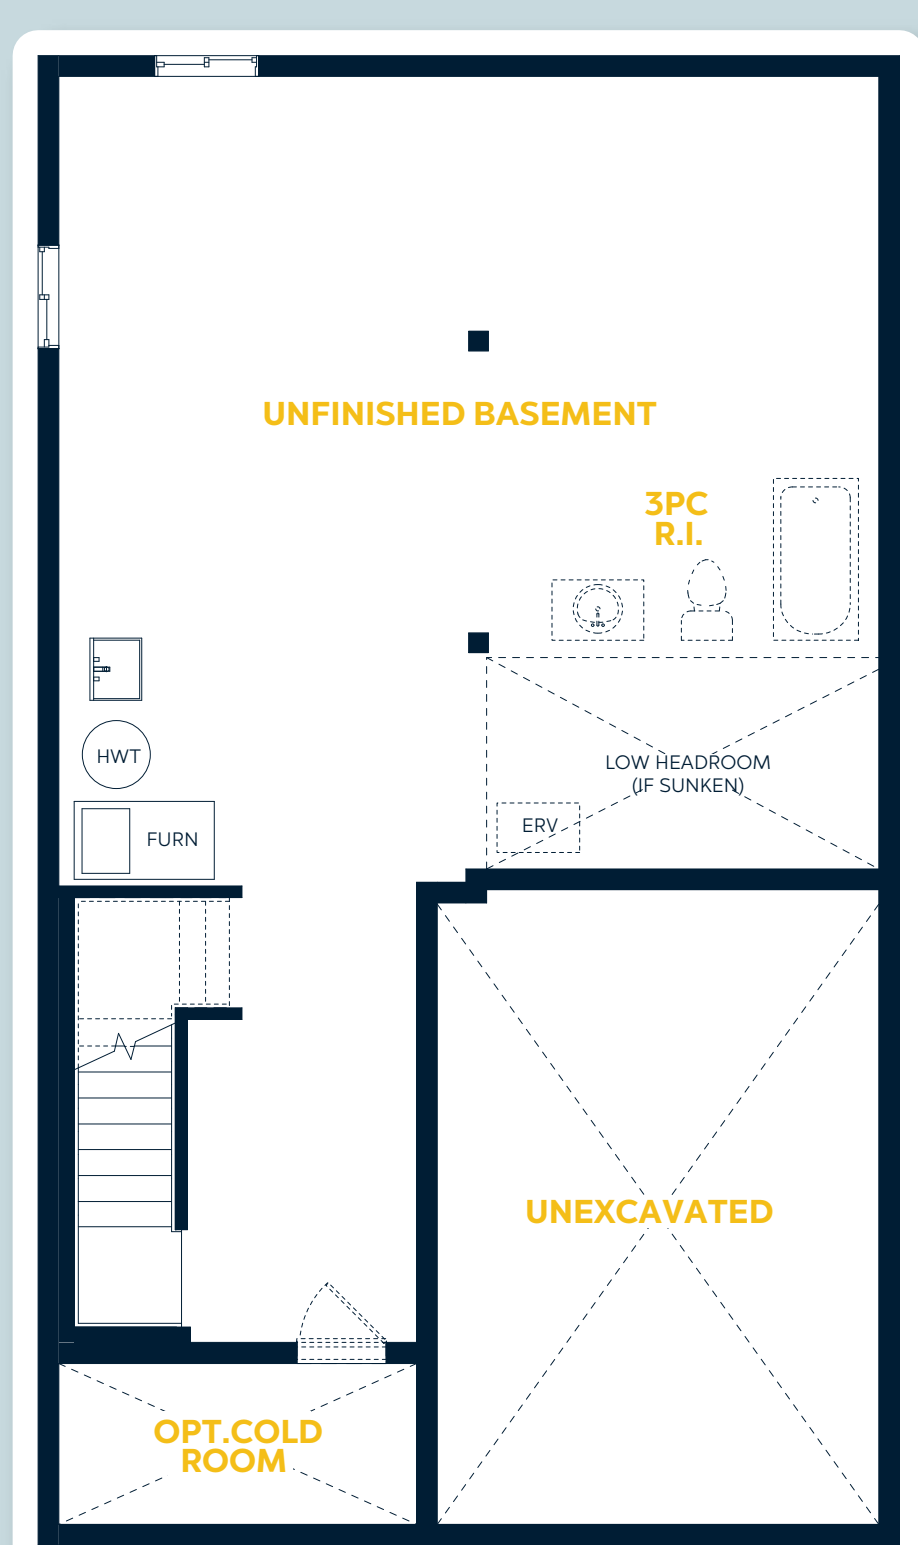 UNFINISHED BASEMENT
3PC
R.I.
HWT
LOW HEADROOM
(IF SUNKEN)
ERV
FURN
UNEXCAVATED
OPT.COLD
ROOM